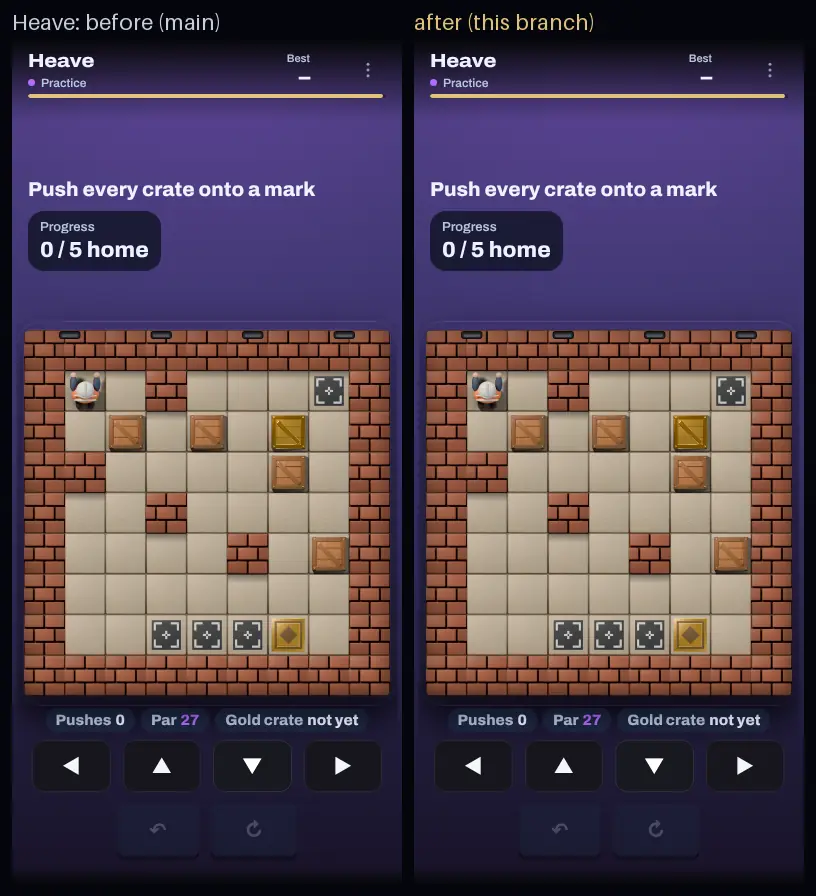 Heave: before (main)
after (this branch)
Heave
Best
–
Practice
Push every crate onto a mark
Progress
0 / 5 home
Pushes 0
Par 27
Gold crate not yet
Heave
Best
–
Practice
Push every crate onto a mark
Progress
0 / 5 home
Pushes 0
Par 27
Gold crate not yet